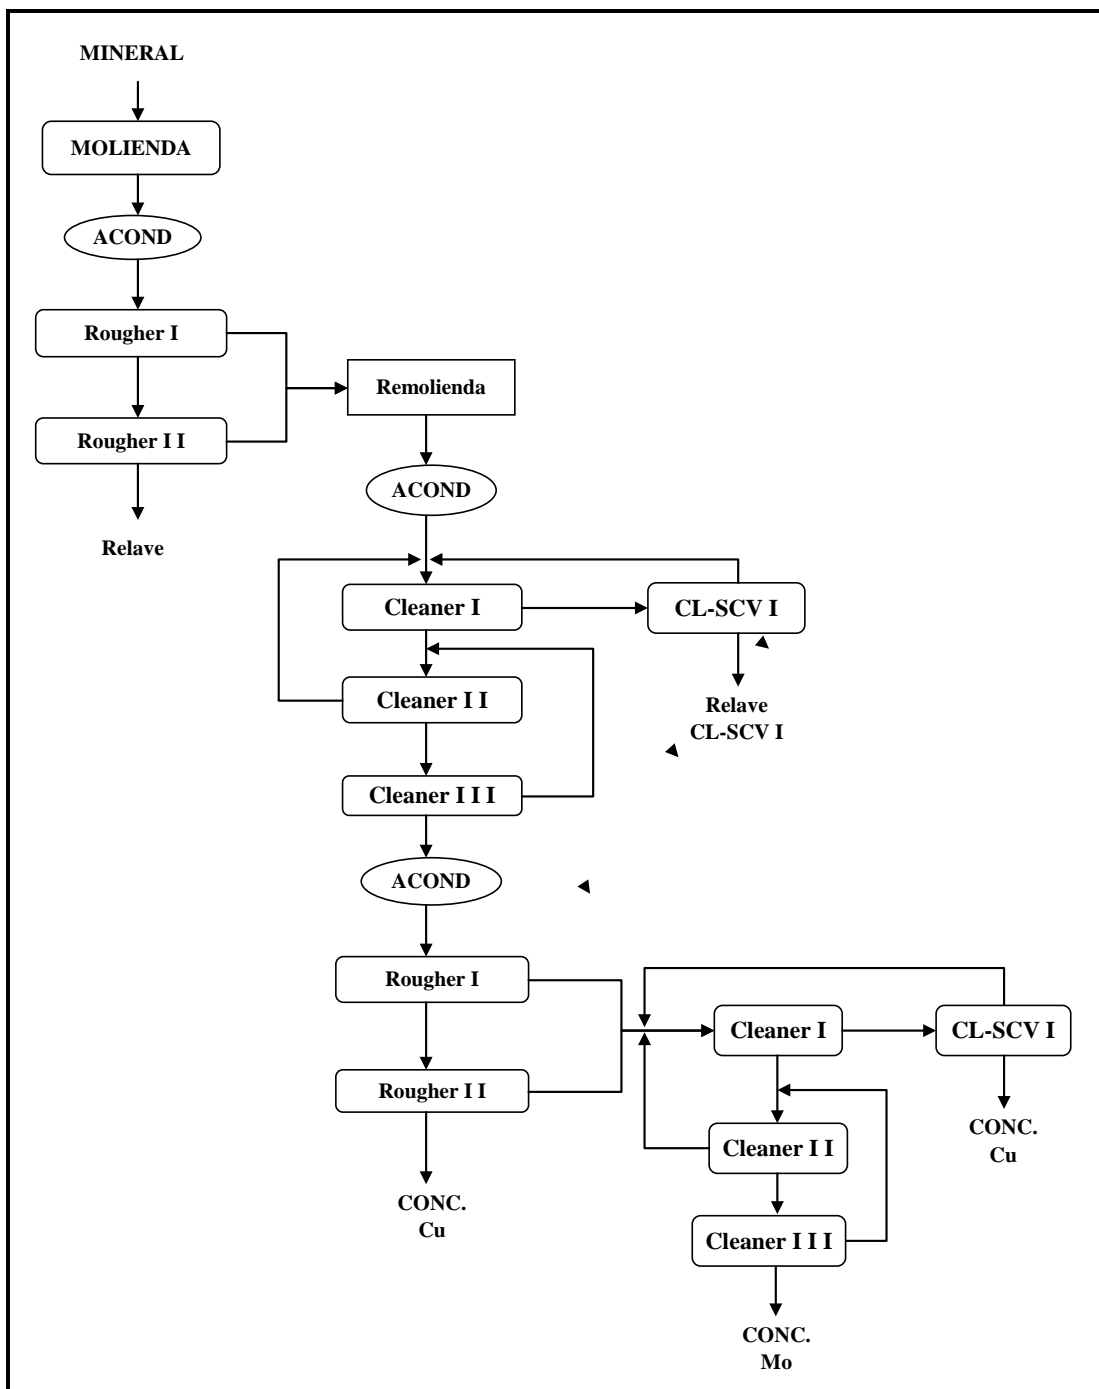 MINERAL
MOLIENDA
ACOND
Rougher I
Rougher I I
Relave
Remolienda
ACOND
Cleaner I
CL-SCV I
Cleaner I I
Relave
CL-SCV I
Cleaner I I I
ACOND
Rougher I
Rougher I I
CONC.
Cu
Cleaner I
CL-SCV I
CONC.
Cu
Cleaner I I
Cleaner I I I
CONC.
Mo